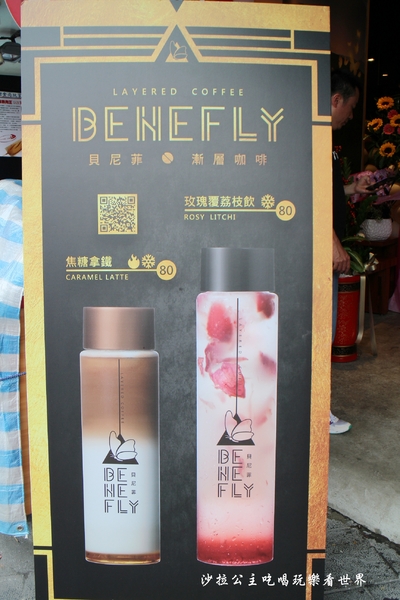 LAYERED COFFEE
BENEFLY
貝尼菲 漸層咖啡
玫瑰覆荔枝飲 80
ROSY LITCHI
焦糖拿鐵 80
CARAMEL LATTE
BE
NE
FLY
貝尼菲
BE
NE
FLY
貝尼菲
沙拉公主吃喝玩樂看世界